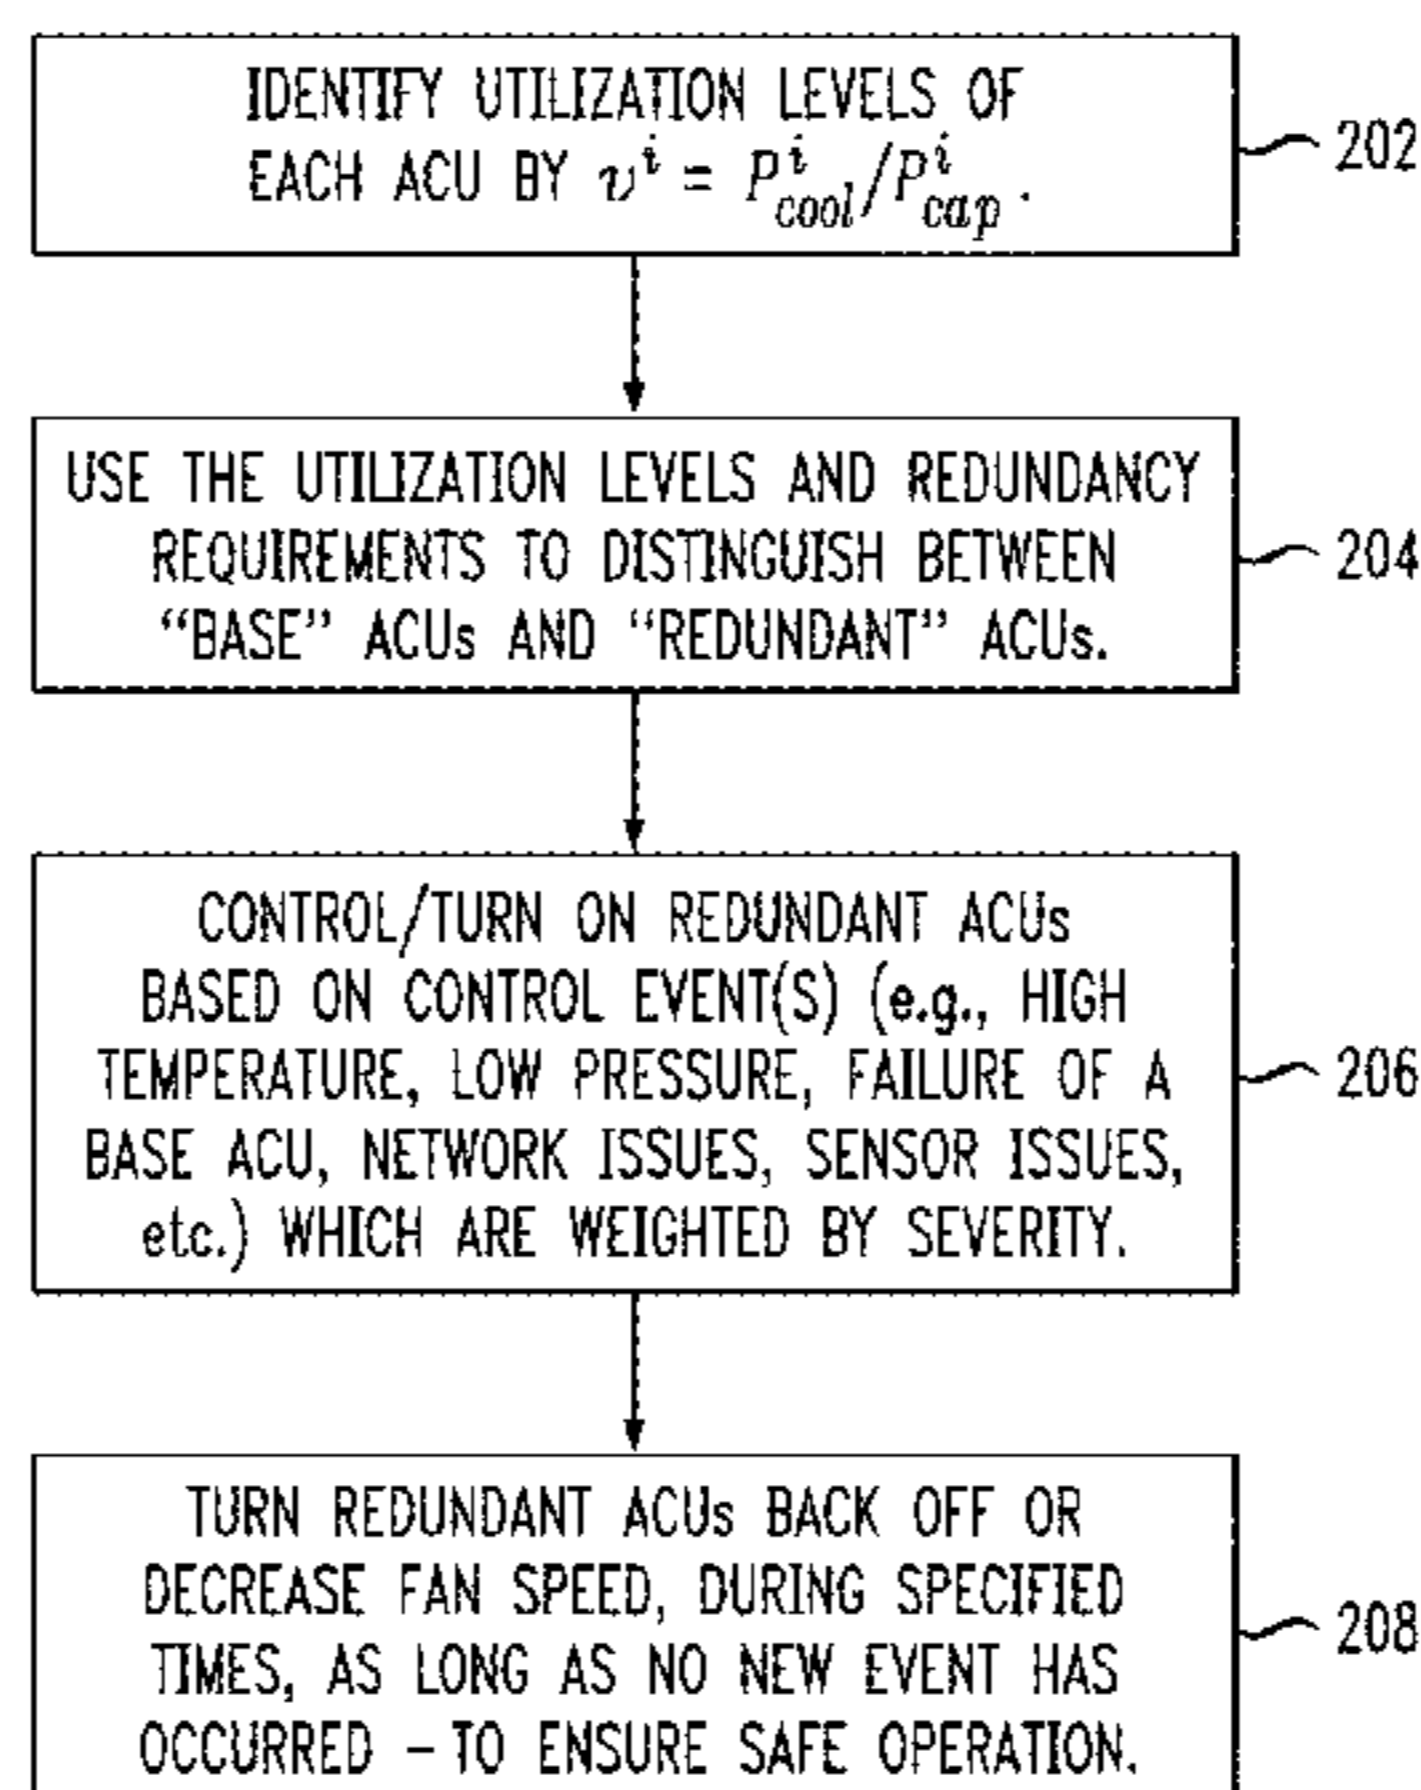 IDENTIFY UTILIZATION LEVELS OF
EACH ACU BY υ^i = P^i_cool/P^i_cap.
202
USE THE UTILIZATION LEVELS AND REDUNDANCY
REQUIREMENTS TO DISTINGUISH BETWEEN
“BASE” ACUs AND “REDUNDANT” ACUs.
204
CONTROL/TURN ON REDUNDANT ACUs
BASED ON CONTROL EVENT(S) (e.g., HIGH
TEMPERATURE, LOW PRESSURE, FAILURE OF A
BASE ACU, NETWORK ISSUES, SENSOR ISSUES,
etc.) WHICH ARE WEIGHTED BY SEVERITY.
206
TURN REDUNDANT ACUs BACK OFF OR
DECREASE FAN SPEED, DURING SPECIFIED
TIMES, AS LONG AS NO NEW EVENT HAS
OCCURRED – TO ENSURE SAFE OPERATION.
208